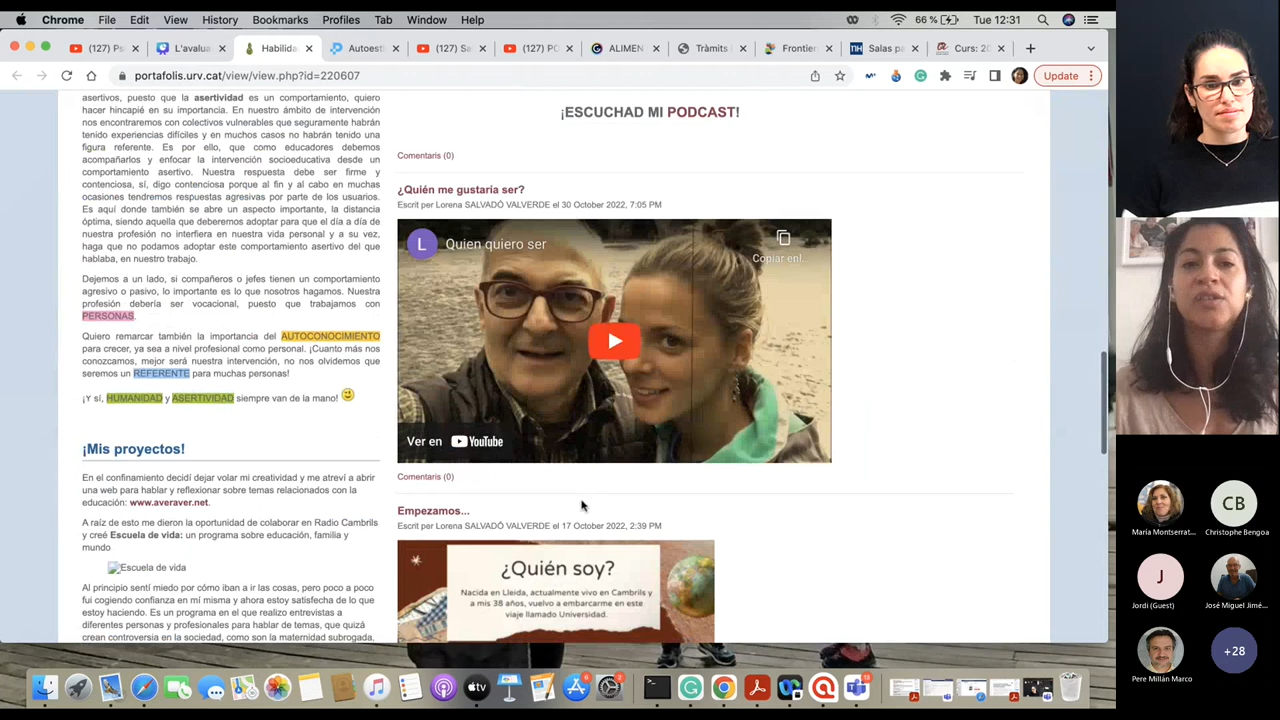 Chrome File Edit View History Bookmarks Profiles Tab Window Help 66 % Tue 12:31
(127) Ps L'avalua Habilida Autoesti (127) Sa (127) PO ALIMEN Tràmits Frontier Salas pa Curs: 20
portafolis.urv.cat/view/view.php?id=220607 Update
asertivos, puesto que la asertividad es un comportamiento, quiero
hacer hincapié en su importancia. En nuestro ámbito de intervención
nos encontraremos con colectivos vulnerables que seguramente habrán
tenido experiencias difíciles y en muchos casos no habrán tenido una
figura referente. Es por ello, que como educadores debemos
acompañarlos y enfocar la intervención socioeducativa desde un
comportamiento asertivo. Nuestra respuesta debe ser firme y
contenciosa, sí, digo contenciosa porque al fin y al cabo en muchas
ocasiones tendremos respuestas agresivas por parte de los usuarios.
Es aquí donde también se abre un aspecto importante, la distancia
óptima, siendo aquella que deberemos adoptar para que el día a día de
nuestra profesión no interfiera en nuestra vida personal y a su vez,
haga que no podamos adoptar este comportamiento asertivo del que
hablaba, en nuestro trabajo.
Dejemos a un lado, si compañeros o jefes tienen un comportamiento
agresivo o pasivo, lo importante es lo que nosotros hagamos. Nuestra
profesión debería ser vocacional, puesto que trabajamos con
PERSONAS.
Quiero remarcar también la importancia del AUTOCONOCIMIENTO
para crecer, ya sea a nivel profesional como personal. ¡Cuanto más nos
conozcamos, mejor será nuestra intervención, no nos olvidemos que
seremos un REFERENTE para muchas personas!
¡Y sí, HUMANIDAD y ASERTIVIDAD siempre van de la mano!
¡Mis proyectos!
En el confinamiento decidí dejar volar mi creatividad y me atreví a abrir
una web para hablar y reflexionar sobre temas relacionados con la
educación: www.averaver.net.
A raíz de esto me dieron la oportunidad de colaborar en Radio Cambrils
y creé Escuela de vida: un programa sobre educación, familia y
mundo
Escuela de vida
Al principio sentí miedo por cómo iban a ir las cosas, pero poco a poco
fui cogiendo confianza en mí misma y ahora estoy satisfecha de lo que
estoy haciendo. Es un programa en el que realizo entrevistas a
diferentes personas y profesionales para hablar de temas, que quizá
crean controversia en la sociedad, como son la maternidad subrogada,
¡ESCUCHAD MI PODCAST!
Comentaris (0)
¿Quién me gustaría ser?
Escrit per Lorena SALVADÓ VALVERDE el 30 October 2022, 7:05 PM
L Quien quiero ser
Copiar enl...
Ver en YouTube
Comentaris (0)
Empezamos...
Escrit per Lorena SALVADÓ VALVERDE el 17 October 2022, 2:39 PM
¿Quién soy?
Nacida en Lleida, actualmente vivo en Cambrils y
a mis 38 años, vuelvo a embarcarme en este
viaje llamado Universidad.
CB
María Montserrat... Christophe Bengoa
J
Jordi (Guest) José Miguel Jimé...
+28
Pere Millán Marco